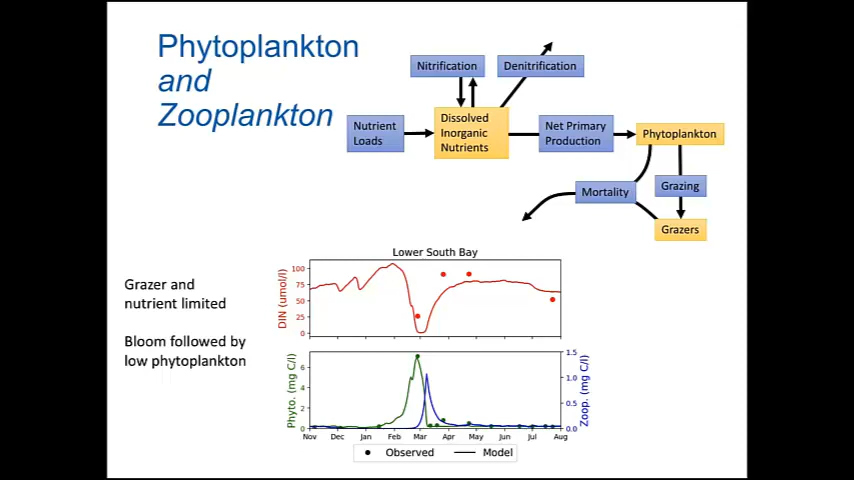 Phytoplankton
and
Zooplankton
Nitrification
Denitrification
Nutrient
Loads
Dissolved
Inorganic
Nutrients
Net Primary
Production
Phytoplankton
Mortality
Grazing
Grazers
Grazer and
nutrient limited
Bloom followed by
low phytoplankton
Lower South Bay
DIN (umol/l)
100
75
50
25
0
Phyto. (mg C/l)
6
4
2
0
1.5
1.0
0.5
0.0
Zoop. (mg C/l)
Nov Dec Jan Feb Mar Apr May Jun Jul Aug
Observed Model